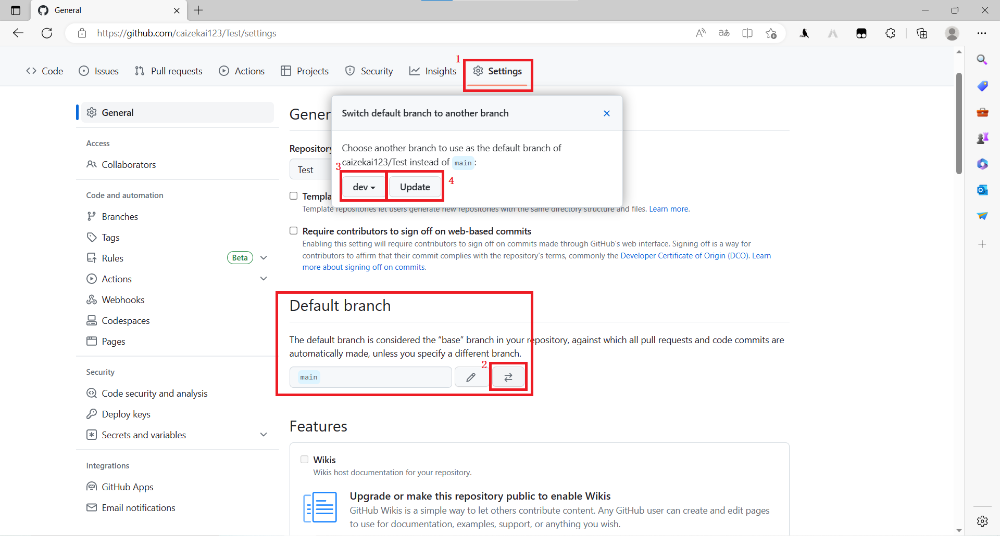 General
https://github.com/caizekai123/Test/settings
Code
Issues
Pull requests
Actions
Projects
Security
Insights
1
Settings
General
Access
Collaborators
Code and automation
Branches
Tags
Rules
Beta
Actions
Webhooks
Codespaces
Pages
Security
Code security and analysis
Deploy keys
Secrets and variables
Integrations
GitHub Apps
Email notifications
Gener
Repository
Test
Switch default branch to another branch
Choose another branch to use as the default branch of
caizekai123/Test instead of main:
3
dev
Update
4
Templa
Template repositories let users generate new repositories with the same directory structure and files. Learn more.
Require contributors to sign off on web-based commits
Enabling this setting will require contributors to sign off on commits made through GitHub's web interface. Signing off is a way for
contributors to affirm that their commit complies with the repository's terms, commonly the Developer Certificate of Origin (DCO). Learn
more about signing off on commits.
Default branch
The default branch is considered the “base” branch in your repository, against which all pull requests and code commits are
automatically made, unless you specify a different branch.
2
main
Features
Wikis
Wikis host documentation for your repository.
Upgrade or make this repository public to enable Wikis
GitHub Wikis is a simple way to let others contribute content. Any GitHub user can create and edit pages
to use for documentation, examples, support, or anything you wish.